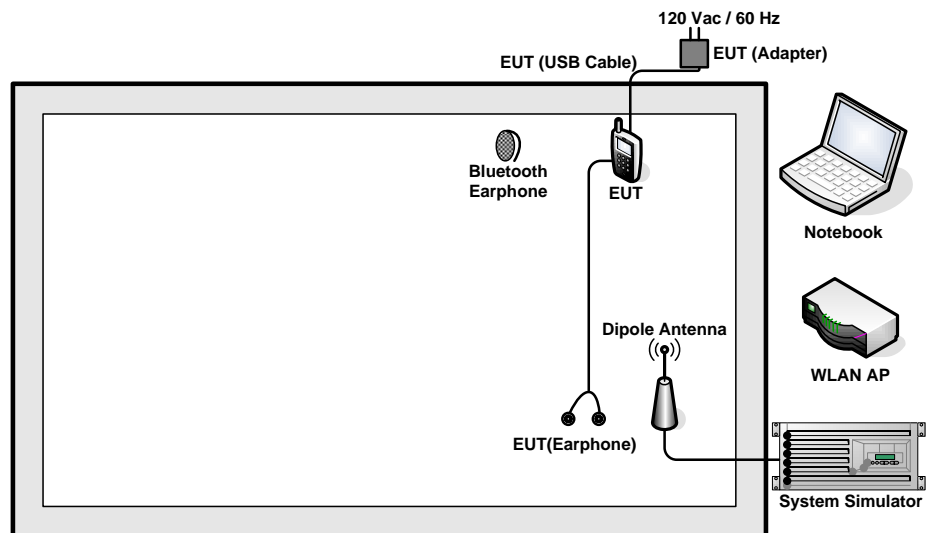 120 Vac / 60 Hz
EUT (Adapter)
EUT (USB Cable)
Bluetooth
Earphone
EUT
Notebook
Dipole Antenna
WLAN AP
EUT(Earphone)
System Simulator